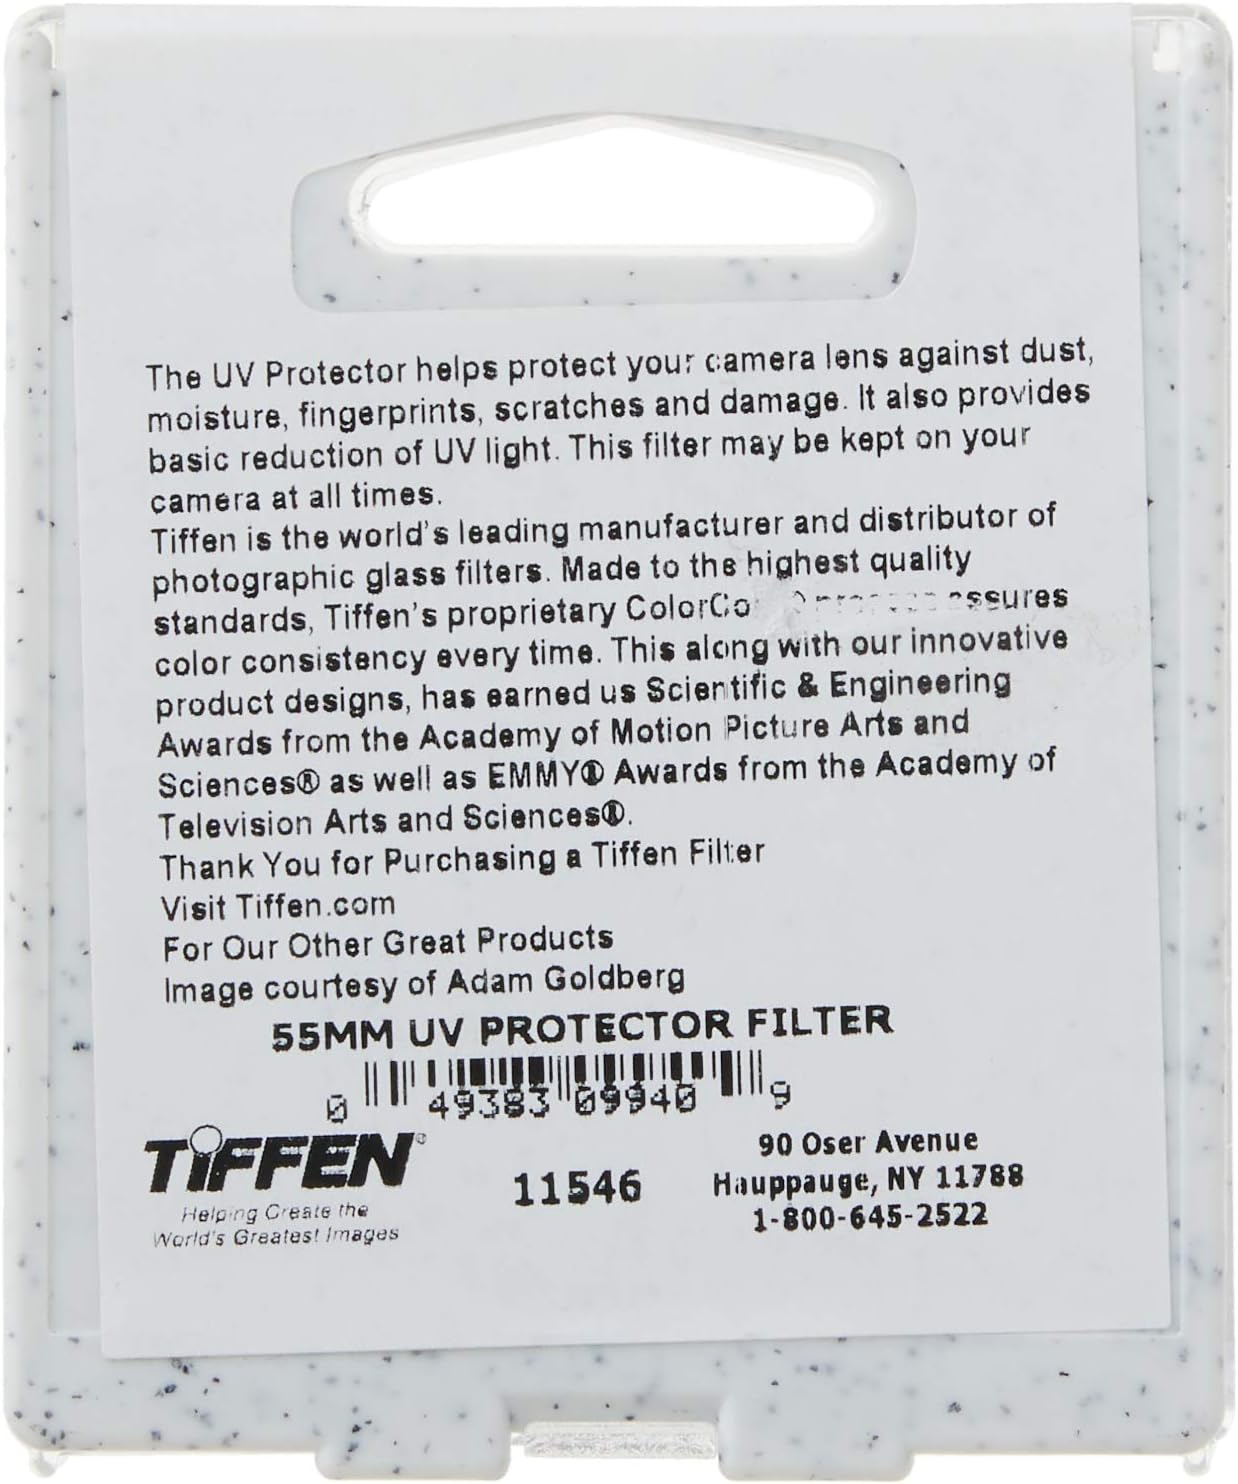 The UV Protector helps protect your camera lens against dust,
moisture, fingerprints, scratches and damage. It also provides
basic reduction of UV light. This filter may be kept on your
camera at all times.
Tiffen is the world's leading manufacturer and distributor of
photographic glass filters. Made to the highest quality
standards, Tiffen's proprietary
color consistency every time. This along with our innovative
product designs, has earned us Scientific & Engineering
Awards from the Academy of Motion Picture Arts and
Sciences® as well as EMMY® Awards from the Academy of
Television Arts and Sciences®.
Thank You for Purchasing a Tiffen Filter
Visit Tiffen.com
For Our Other Great Products
Image courtesy of Adam Goldberg
55MM UV PROTECTOR FILTER
0 49383 09940 9
TIFFEN®
Helping Create the
World's Greatest Images
11546
90 Oser Avenue
Hauppauge, NY 11788
1-800-645-2522